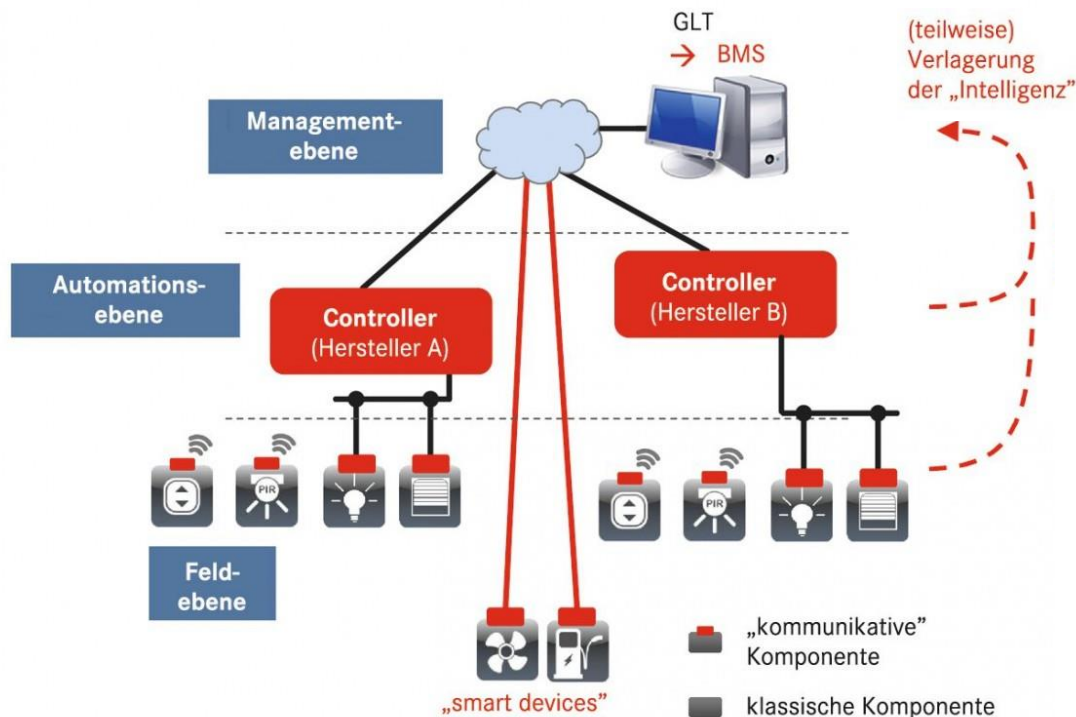 GLT
→ BMS
(teilweise)
Verlagerung
der „Intelligenz”
Management-
ebene
Automations-
ebene
Controller
(Hersteller A)
Controller
(Hersteller B)
PIR
PIR
Feld-
ebene
„smart devices”
„kommunikative”
Komponente
klassische Komponente